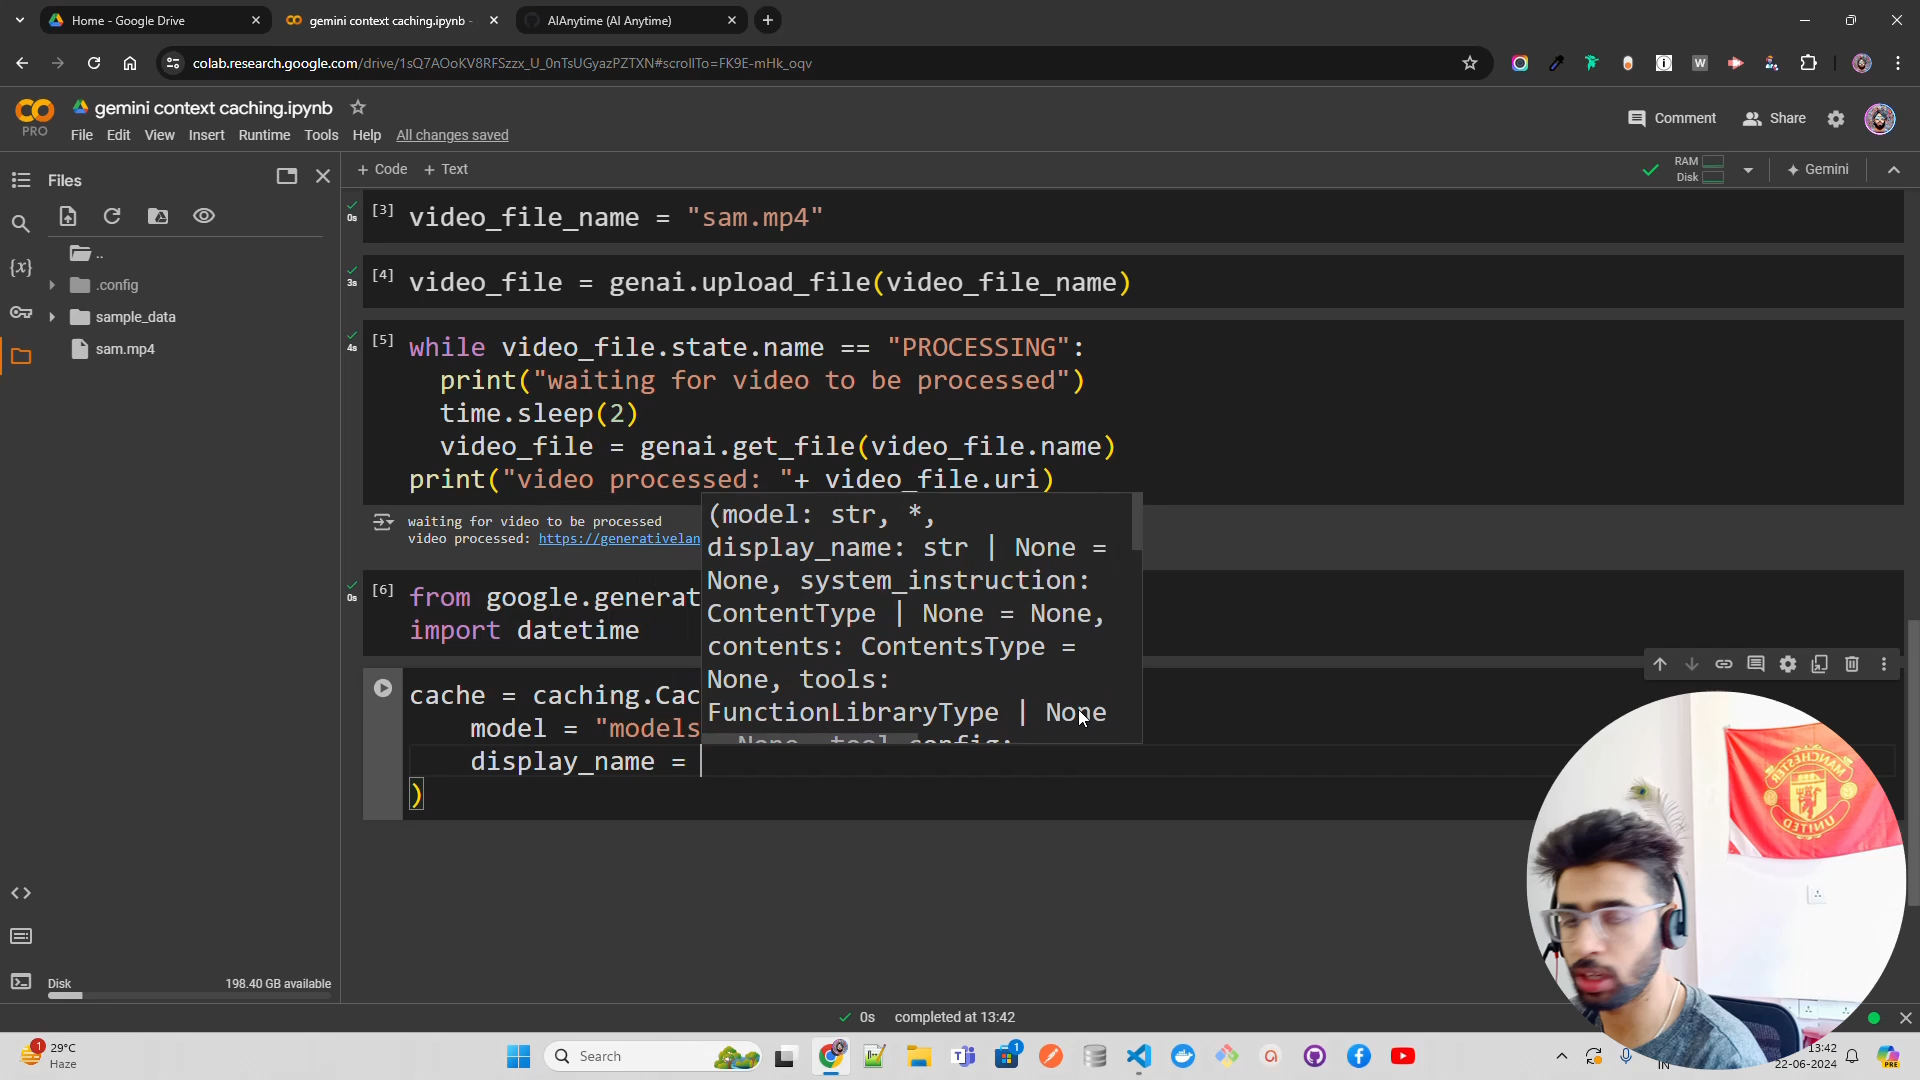 Home - Google Drive
gemini context caching.ipynb -
AIAnytime (AI Anytime)
colab.research.google.com/drive/1sQ7AOoKV8RFSzzx_U_0nTsUGyazPZTXN#scrollTo=FK9E-mHk_oqv
PRO
gemini context caching.ipynb
File Edit View Insert Runtime Tools Help All changes saved
Comment
Share
Files
+ Code + Text
RAM
Disk
Gemini
..
.config
sample_data
sam.mp4
[3] video_file_name = "sam.mp4"
0s
[4] video_file = genai.upload_file(video_file_name)
3s
[5] while video_file.state.name == "PROCESSING":
4s
print("waiting for video to be processed")
time.sleep(2)
video_file = genai.get_file(video_file.name)
print("video processed: "+ video_file.uri)
waiting for video to be processed
video processed: https://generativelan
(model: str, *,
display_name: str | None =
None, system_instruction:
ContentType | None = None,
contents: ContentsType =
None, tools:
FunctionLibraryType | None
[6] from google.generat
0s
import datetime
cache = caching.Cac
model = "models
display_name =
)
Disk 198.40 GB available
0s completed at 13:42
UNITED
29°C
Haze
Search
13:42
22-06-2024
IN